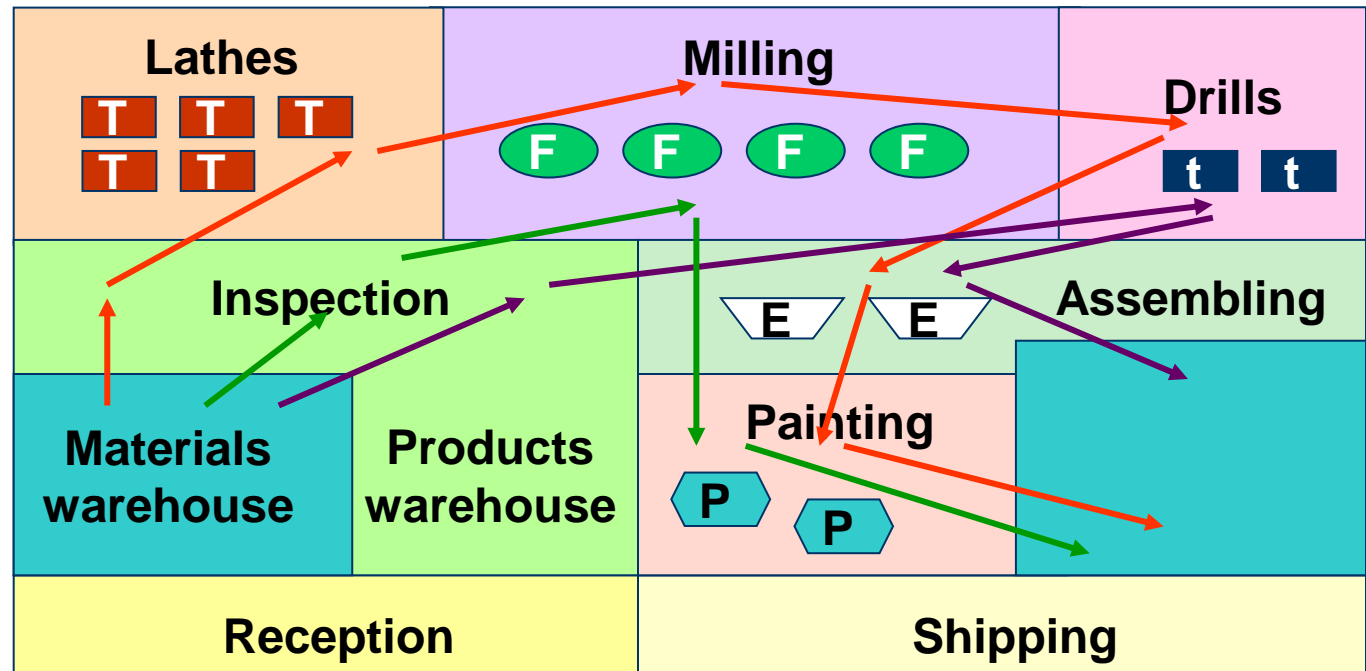 Lathes
Milling
Drills
T T T
T T
F F F F
t t
Inspection
Assembling
E E
Materials
warehouse
Products
warehouse
Painting
P
P
Reception
Shipping